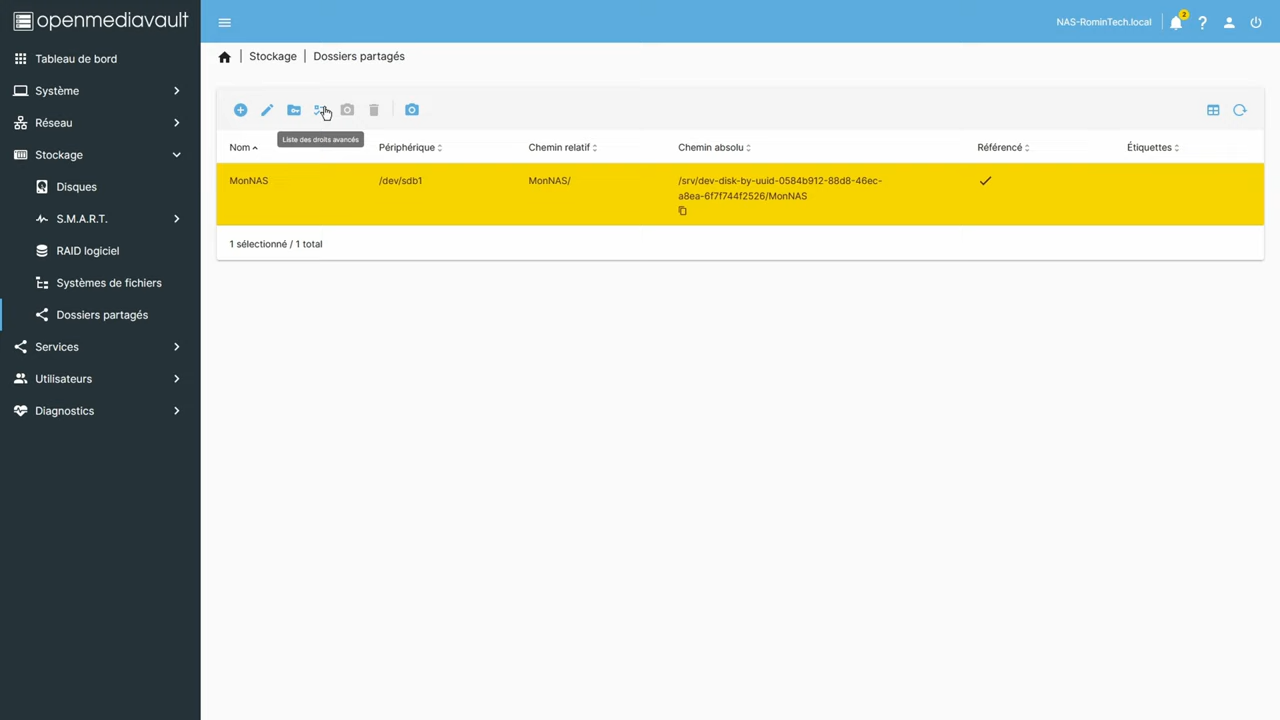 openmediavault
NAS-RominTech.local
2
Tableau de bord
Système
Réseau
Stockage
Disques
S.M.A.R.T.
RAID logiciel
Systèmes de fichiers
Dossiers partagés
Services
Utilisateurs
Diagnostics
Stockage | Dossiers partagés
Liste des droits avancés
Nom Périphérique Chemin relatif Chemin absolu Référencé Étiquettes
MonNAS /dev/sdb1 MonNAS/ /srv/dev-disk-by-uuid-0584b912-88d8-46ec-
a8ea-6f7f744f2526/MonNAS
1 sélectionné / 1 total